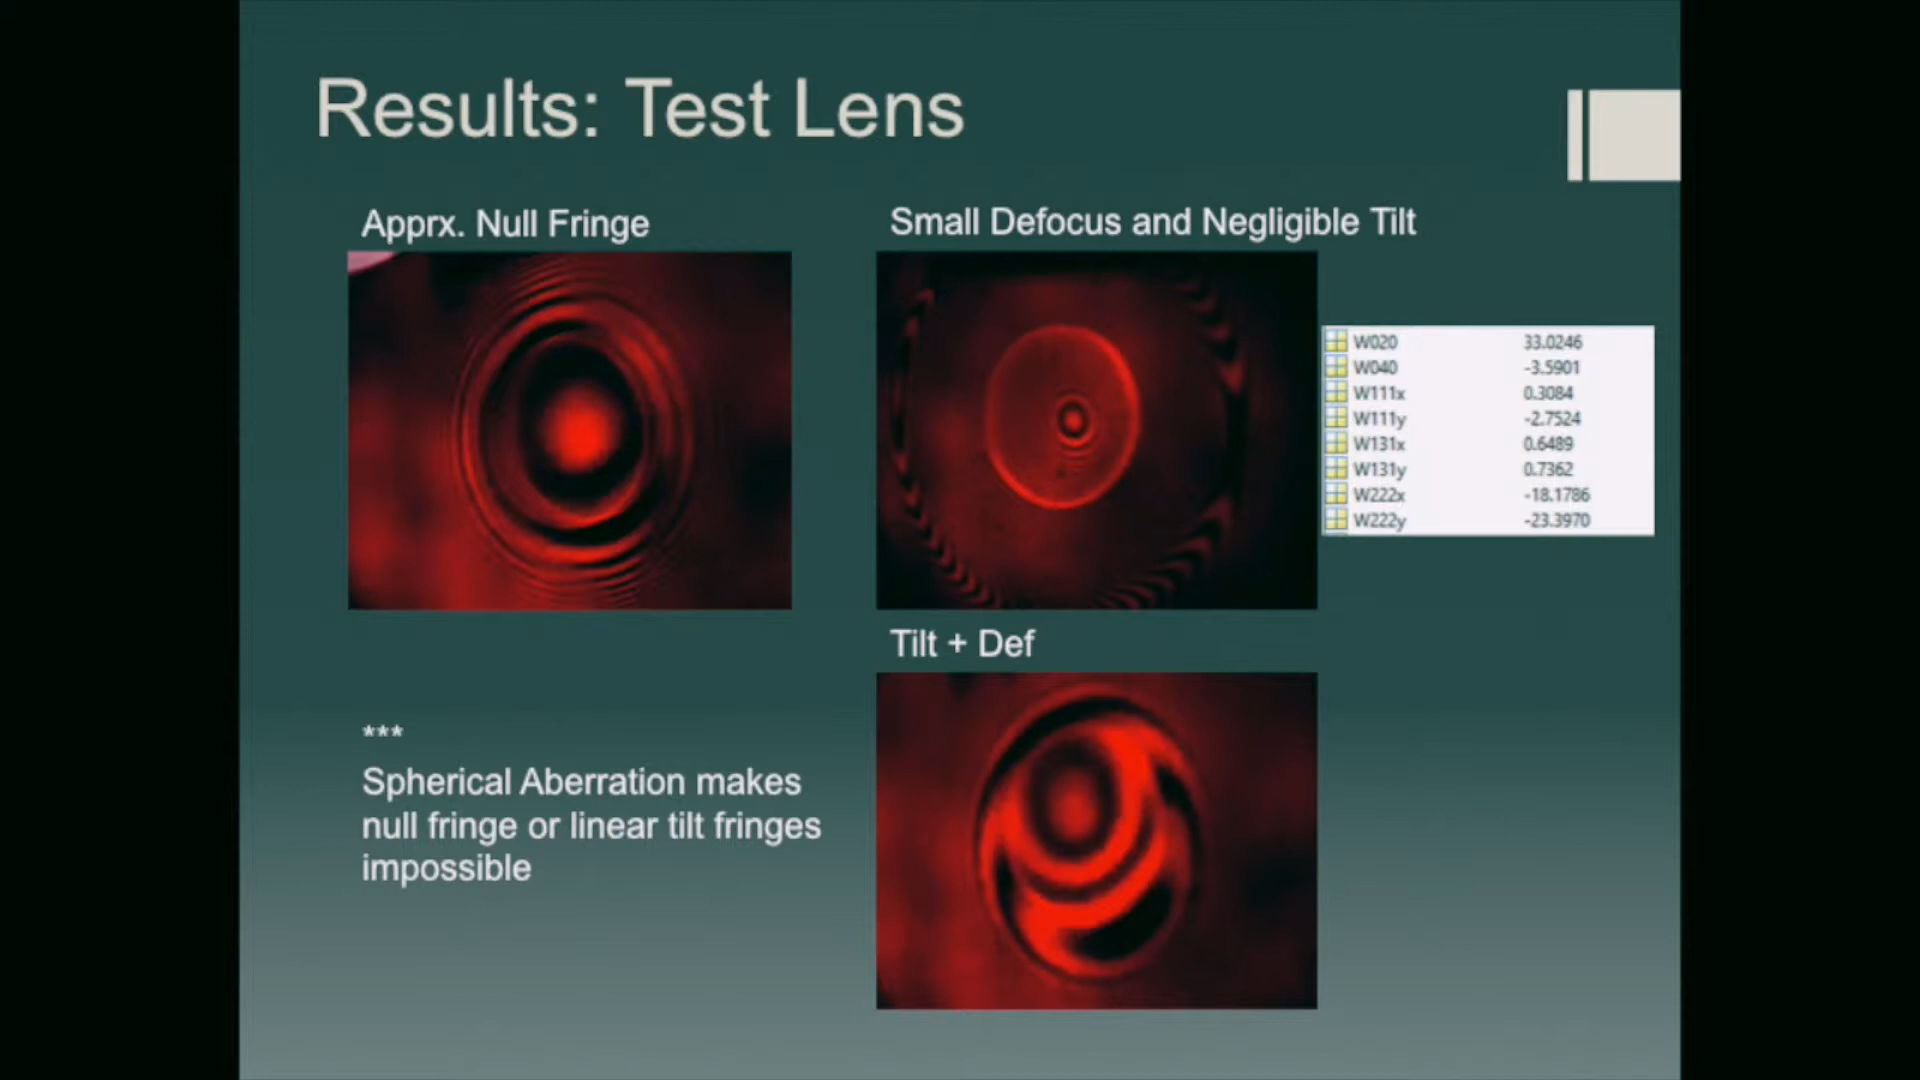 Results: Test Lens
Apprx. Null Fringe
Small Defocus and Negligible Tilt
W020 33.0246
W040 -3.5901
W111x 0.3084
W111y -2.7524
W131x 0.6489
W131y 0.7362
W222x -18.1786
W222y -23.3970
Tilt + Def
***
Spherical Aberration makes
null fringe or linear tilt fringes
impossible